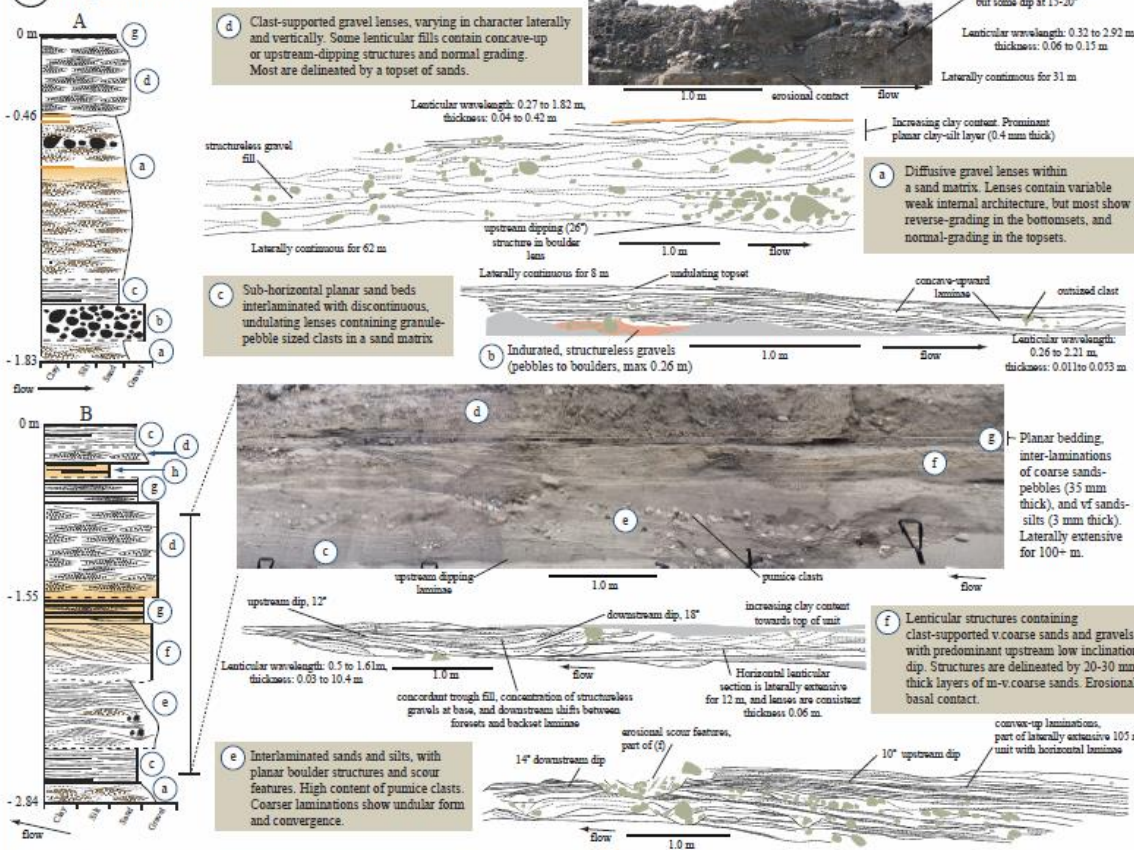 A
0 m
g
d
- 0.46
a
c
b
a
- 1.83
Clay
Silt
Sand
Gravel
flow
d
Clast-supported gravel lenses, varying in character laterally
and vertically. Some lenticular fills contain concave-up
or upstream-dipping structures and normal grading.
Most are delineated by a topset of sands.
but some dip at 15-20°
Lenticular wavelength: 0.32 to 2.92 m,
thickness: 0.06 to 0.15 m
Laterally continuous for 31 m
1.0 m
erosional contact
flow
Lenticular wavelength: 0.27 to 1.82 m,
thickness: 0.04 to 0.42 m
Increasing clay content. Prominant
planar clay-silt layer (0.4 mm thick)
structureless gravel
fill
a
Diffusive gravel lenses within
a sand matrix. Lenses contain variable
weak internal architecture, but most show
reverse-grading in the bottomsets, and
normal-grading in the topsets.
upstream dipping (26°)
structure in boulder
lens
Laterally continuous for 62 m
1.0 m
flow
c
Sub-horizontal planar sand beds
interlaminated with discontinuous,
undulating lenses containing granule-
pebble sized clasts in a sand matrix
Laterally continuous for 8 m
undulating topset
concave-upward
laminae
outsized clast
b
Indurated, structureless gravels
(pebbles to boulders, max 0.26 m)
1.0 m
flow
Lenticular wavelength:
0.26 to 2.21 m,
thickness: 0.011to 0.053 m
B
0 m
c
d
h
g
d
- 1.55
g
f
e
c
a
- 2.84
Clay
Silt
Sand
Gravel
flow
d
g
f
e
c
Planar bedding,
inter-laminations
of coarse sands-
pebbles (35 mm
thick), and vf sands-
silts (3 mm thick).
Laterally extensive
for 100+ m.
upstream dipping
laminae
1.0 m
pumice clasts
flow
upstream dip, 12°
downstream dip, 18°
increasing clay content
towards top of unit
Lenticular wavelength: 0.5 to 1.61m,
thickness: 0.03 to 10.4 m
1.0 m
flow
concordant trough fill, concentration of structureless
gravels at base, and downstream shifts between
foresets and backset laminae
Horizontal lenticular
section is laterally extensive
for 12 m, and lenses are consistent
thickness 0.06 m.
f
Lenticular structures containing
clast-supported v.coarse sands and gravels
with predominant upstream low inclination
dip. Structures are delineated by 20-30 mm
thick layers of m-v.coarse sands. Erosional
basal contact.
e
Interlaminated sands and silts, with
planar boulder structures and scour
features. High content of pumice clasts.
Coarser laminations show undular form
and convergence.
erosional scour features,
part of (f)
14° downstream dip
10° upstream dip
convex-up laminations,
part of laterally extensive 105
unit with horizontal laminae
flow
1.0 m